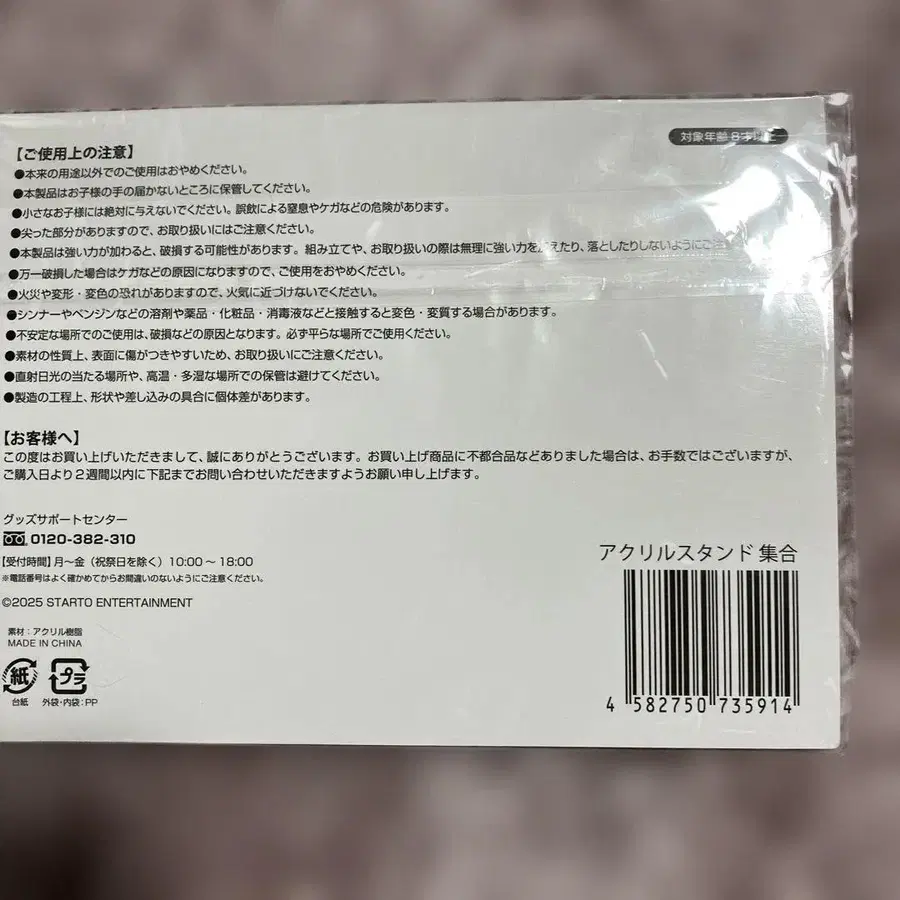 対象年齢 8才以上
【ご使用上の注意】
●本来の用途以外でのご使用はおやめください。
●本製品はお子様の手の届かないところに保管してください。
●小さなお子様には絶対に与えないでください。誤飲による窒息やケガなどの危険があります。
●尖った部分がありますので、お取り扱いにはご注意ください。
●本製品は強い力が加わると、破損する可能性があります。組み立てや、お取り扱いの際は無理に強い力を加えたり、落としたりしないようにご注
●万一破損した場合はケガなどの原因になりますので、ご使用をおやめください。
●火災や変形・変色の恐れがありますので、火気に近づけないでください。
●シンナーやベンジンなどの溶剤や薬品・化粧品・消毒液などと接触すると変色・変質する場合があります。
●不安定な場所でのご使用は、破損などの原因となります。必ず平らな場所でご使用ください。
●素材の性質上、表面に傷がつきやすいため、お取り扱いにご注意ください。
●直射日光の当たる場所や、高温・多湿な場所での保管は避けてください。
●製造の工程上、形状や差し込みの具合に個体差があります。
【お客様へ】
この度はお買い上げいただきまして、誠にありがとうございます。お買い上げ商品に不都合品などありました場合は、お手数ではございますが、
ご購入日より2週間以内に下記までお問い合わせいただきますようお願い申し上げます。
グッズサポートセンター
0120-382-310
【受付時間】月～金（祝祭日を除く）10:00～18:00
※電話番号はよく確かめてからお間違いのないようにご注意ください。
©2025 STARTO ENTERTAINMENT
素材：アクリル樹脂
MADE IN CHINA
紙
プラ
台紙
外袋・内袋：PP
アクリルスタンド 集合
4 582750 735914